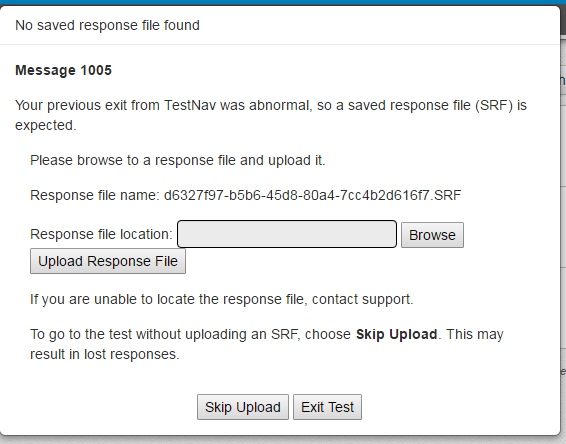 No saved response file found
Message 1005
Your previous exit from TestNav was abnormal, so a saved response file (SRF) is
expected.
Please browse to a response file and upload it.
Response file name: d6327f97-b5b6-45d8-80a4-7cc4b2d616f7.SRF
Response file location:
Browse
Upload Response File
If you are unable to locate the response file, contact support.
To go to the test without uploading an SRF, choose Skip Upload. This may
result in lost responses.
Skip Upload
Exit Test